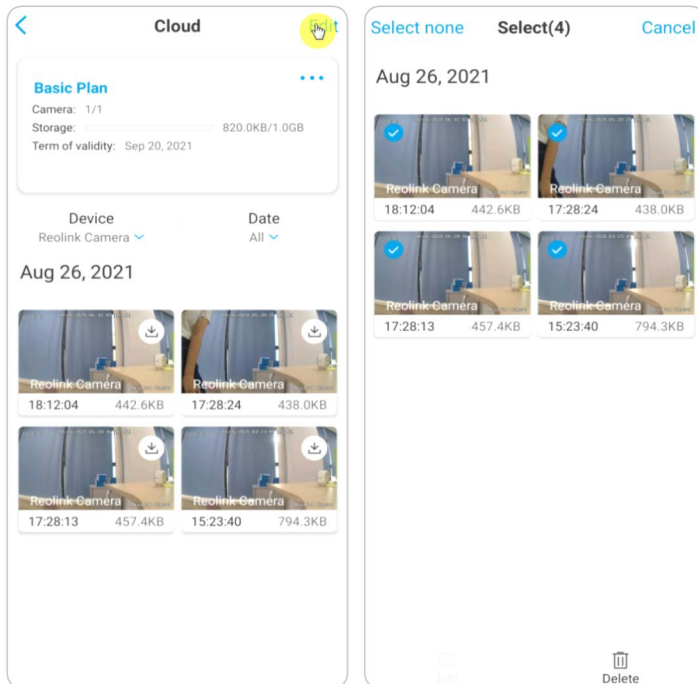 Cloud
Edit
Basic Plan
Camera: 1/1
Storage: 820.0KB/1.0GB
Term of validity: Sep 20, 2021
Device
Date
Reolink Camera
All
Aug 26, 2021
Reolink Camera
Reolink Camera
18:12:04 442.6KB
17:28:24 438.0KB
Reolink Camera
Reolink Camera
17:28:13 457.4KB
15:23:40 794.3KB
Select none
Select(4)
Cancel
Aug 26, 2021
Reolink Camera
Reolink Camera
18:12:04 442.6KB
17:28:24 438.0KB
Reolink Camera
Reolink Camera
17:28:13 457.4KB
15:23:40 794.3KB
Edit
Delete